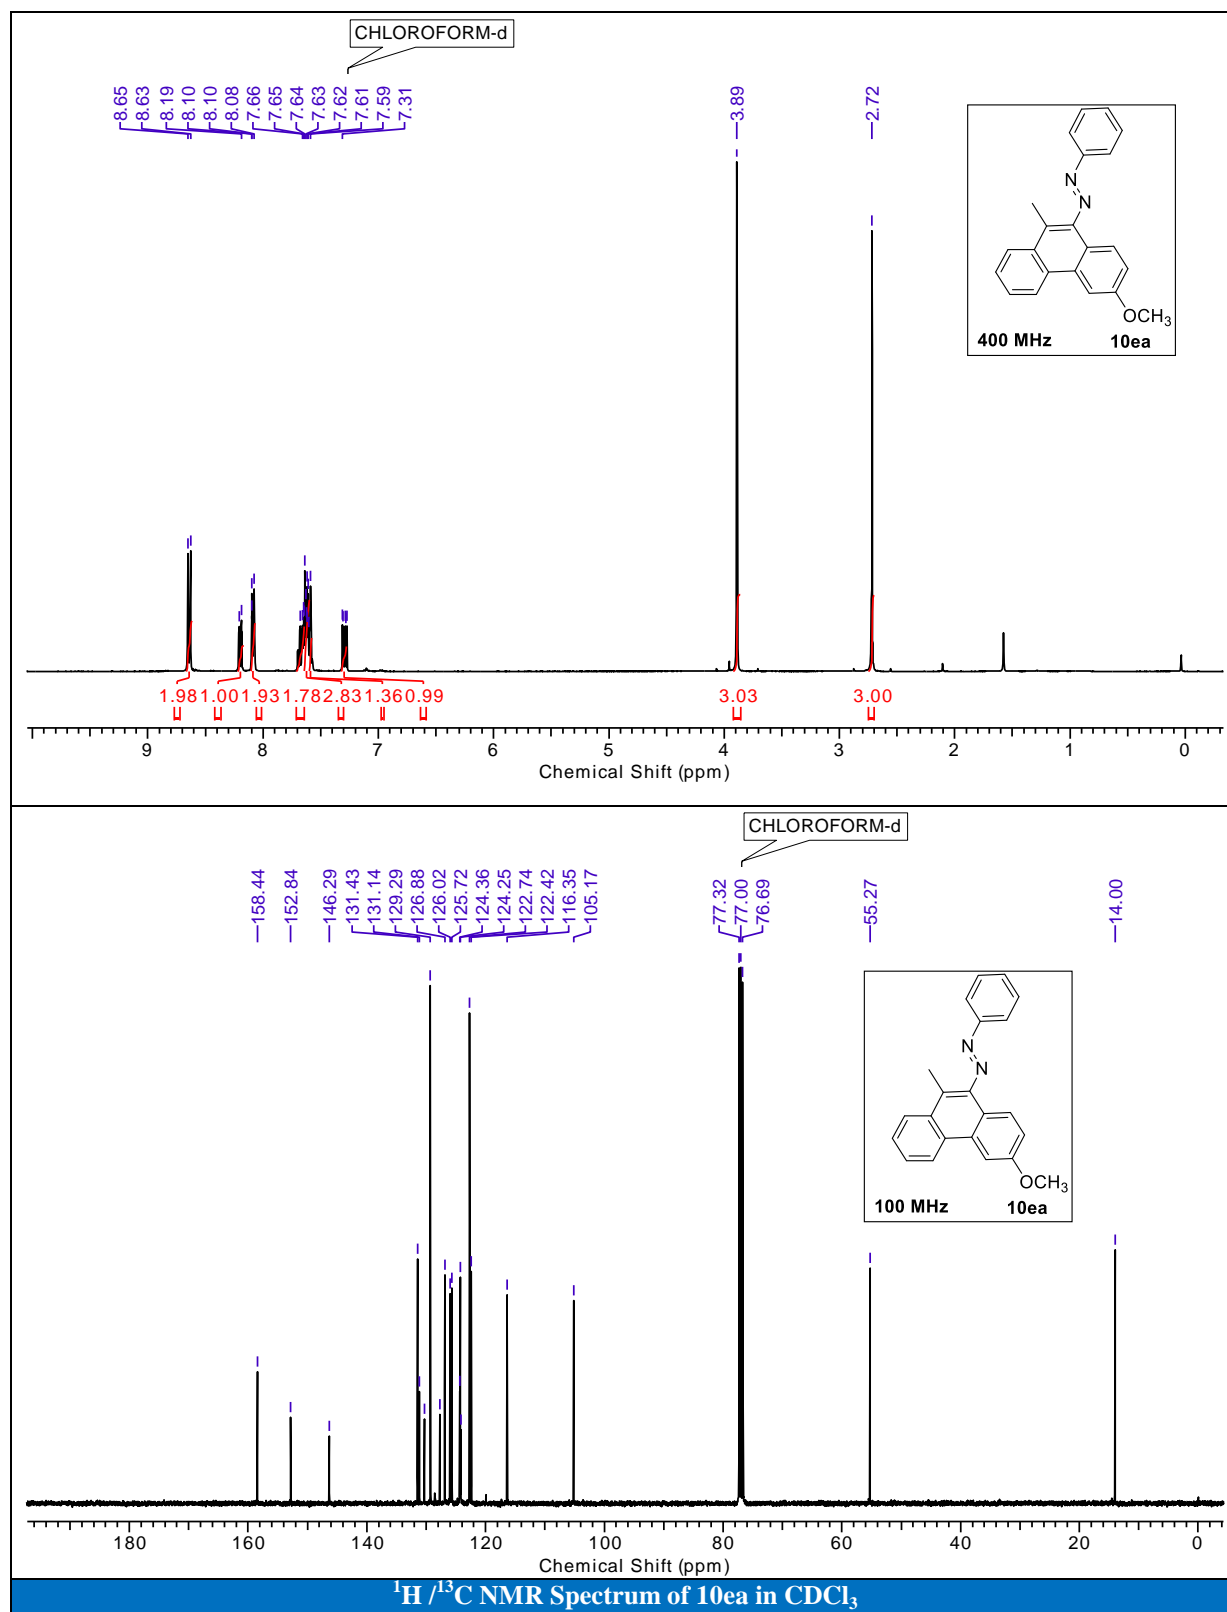 CHLOROFORM-d
8.65 8.63 8.19 8.10 8.10 8.08 7.66 7.65 7.64 7.63 7.62 7.61 7.59 7.31 3.89 2.72
N
N
OCH3
400 MHz 10ea
1.98 1.00 1.93 1.78 2.83 1.36 0.99 3.03 3.00
9 8 7 6 5 4 3 2 1 0
Chemical Shift (ppm)
CHLOROFORM-d
158.44 152.84 146.29 131.43 131.14 129.29 126.88 126.02 125.72 124.36 124.25 122.74 122.42 116.35 105.17 77.32 77.00 76.69 55.27 14.00
N
N
OCH3
100 MHz 10ea
180 160 140 120 100 80 60 40 20 0
Chemical Shift (ppm)
1H /13C NMR Spectrum of 10ea in CDCl3